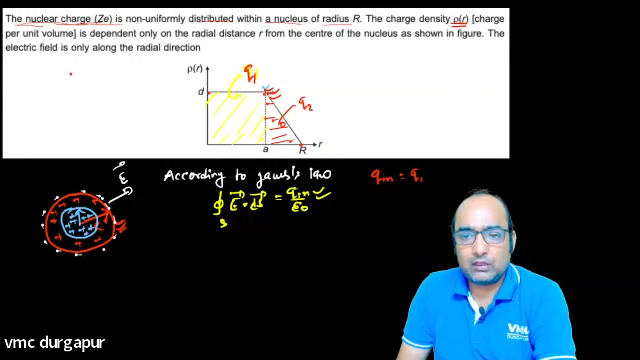 The nuclear charge (Ze) is non-uniformly distributed within a nucleus of radius R. The charge density ρ(r) [charge
per unit volume] is dependent only on the radial distance r from the centre of the nucleus as shown in figure. The
electric field is only along the radial direction
ρ(r)
q1
d
q2
a
R
r
E
According to gauss's law
qin = q1
∮ E · ds = qin/ε0
S
VMC
vmc durgapur